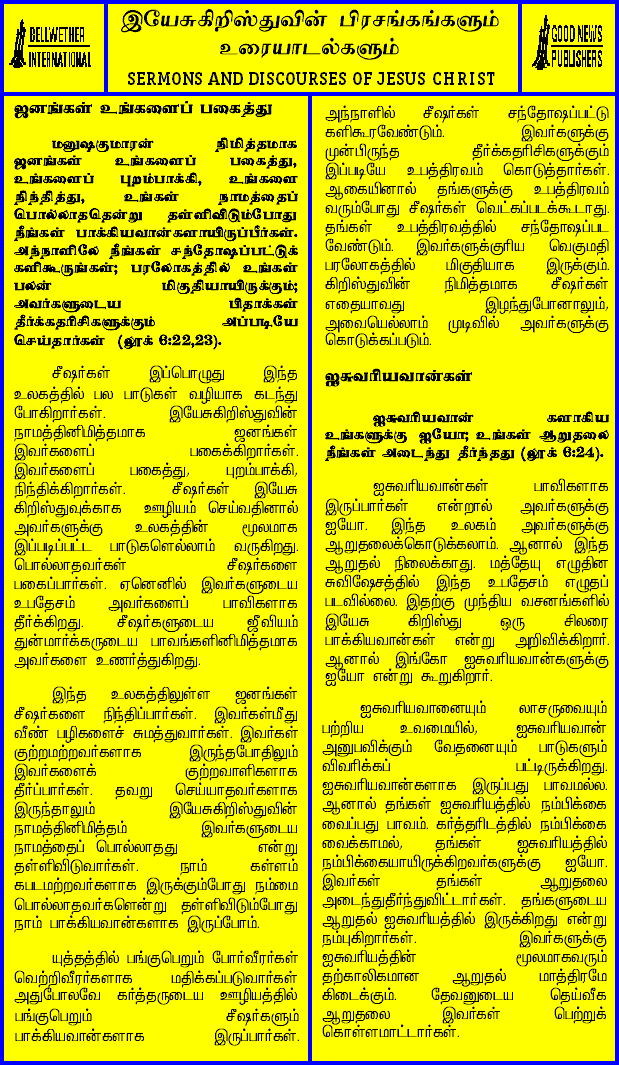 BELLWETHER
INTERNATIONAL
இயேசுகிறிஸ்துவின் பிரசங்கங்களும்
உரையாடல்களும்
SERMONS AND DISCOURSES OF JESUS CHRIST
GOOD NEWS
PUBLISHERS
ஜனங்கள் உங்களைப் பகைத்து
மனுஷகுமாரன் நிமித்தமாக
ஜனங்கள் உங்களைப் பகைத்து,
உங்களைப் புறம்பாக்கி, உங்களை
நிந்தித்து, உங்கள் நாமத்தைப்
பொல்லாததென்று தள்ளிவிடும்போது
நீங்கள் பாக்கியவான்களாயிருப்பீர்கள்.
அந்நாளிலே நீங்கள் சந்தோஷப்பட்டுக்
களிகூருங்கள்; பரலோகத்தில் உங்கள்
பலன் மிகுதியாயிருக்கும்;
அவர்களுடைய பிதாக்கள்
தீர்க்கதரிசிகளுக்கும் அப்படியே
செய்தார்கள் (லூக் 6:22,23).
சீஷர்கள் இப்பொழுது இந்த
உலகத்தில் பல பாடுகள் வழியாக கடந்து
போகிறார்கள். இயேசுகிறிஸ்துவின்
நாமத்தினிமித்தமாக ஜனங்கள்
இவர்களைப் பகைக்கிறார்கள்.
இவர்களைப் பகைத்து, புறம்பாக்கி,
நிந்திக்கிறார்கள். சீஷர்கள் இயேசு
கிறிஸ்துவுக்காக ஊழியம் செய்வதினால்
அவர்களுக்கு உலகத்தின் மூலமாக
இப்படிப்பட்ட பாடுகளெல்லாம் வருகிறது.
பொல்லாதவர்கள் சீஷர்களை
பகைப்பார்கள். ஏனெனில் இவர்களுடைய
உபதேசம் அவர்களைப் பாவிகளாக
தீர்க்கிறது. சீஷர்களுடைய ஜீவியம்
துன்மார்க்கருடைய பாவங்களினிமித்தமாக
அவர்களை உணர்த்துகிறது.
இந்த உலகத்திலுள்ள ஜனங்கள்
சீஷர்களை நிந்திப்பார்கள். இவர்கள்மீது
வீண் பழிகளைச் சுமத்துவார்கள். இவர்கள்
குற்றமற்றவர்களாக இருந்தபோதிலும்
இவர்களைக் குற்றவாளிகளாக
தீர்ப்பார்கள். தவறு செய்யாதவர்களாக
இருந்தாலும் இயேசுகிறிஸ்துவின்
நாமத்தினிமித்தம் இவர்களுடைய
நாமத்தைப் பொல்லாதது என்று
தள்ளிவிடுவார்கள். நாம் கள்ளம்
கபடமற்றவர்களாக இருக்கும்போது நம்மை
பொல்லாதவர்களென்று தள்ளிவிடும்போது
நாம் பாக்கியவான்களாக இருப்போம்.
யுத்தத்தில் பங்குபெறும் போர்வீரர்கள்
வெற்றிவீரர்களாக மதிக்கப்படுவார்கள்
அதுபோலவே கர்த்தருடைய ஊழியத்தில்
பங்குபெறும் சீஷர்களும்
பாக்கியவான்களாக இருப்பார்கள்.
அந்நாளில் சீஷர்கள் சந்தோஷப்பட்டு
களிகூரவேண்டும். இவர்களுக்கு
முன்பிருந்த தீர்க்கதரிசிகளுக்கும்
இப்படியே உபத்திரவம் கொடுத்தார்கள்.
ஆகையினால் தங்களுக்கு உபத்திரவம்
வரும்போது சீஷர்கள் வெட்கப்படக்கூடாது.
தங்கள் உபத்திரவத்தில் சந்தோஷப்பட
வேண்டும். இவர்களுக்குரிய வெகுமதி
பரலோகத்தில் மிகுதியாக இருக்கும்.
கிறிஸ்துவின் நிமித்தமாக சீஷர்கள்
எதையாவது இழந்துபோனாலும்,
அவையெல்லாம் முடிவில் அவர்களுக்கு
கொடுக்கப்படும்.
ஐசுவரியவான்கள்
ஐசுவரியவான் களாகிய
உங்களுக்கு ஐயோ; உங்கள் ஆறுதலை
நீங்கள் அடைந்து தீர்ந்தது (லூக் 6:24).
ஐசுவரியவான்கள் பாவிகளாக
இருப்பார்கள் என்றால் அவர்களுக்கு
ஐயோ. இந்த உலகம் அவர்களுக்கு
ஆறுதலைக்கொடுக்கலாம். ஆனால் இந்த
ஆறுதல் நிலைக்காது. மத்தேயு எழுதின
சுவிஷேசத்தில் இந்த உபதேசம் எழுதப்
படவில்லை. இதற்கு முந்திய வசனங்களில்
இயேசு கிறிஸ்து ஒரு சிலரை
பாக்கியவான்கள் என்று அறிவிக்கிறார்.
ஆனால் இங்கோ ஐசுவரியவான்களுக்கு
ஐயோ என்று கூறுகிறார்.
ஐசுவரியவானையும் லாசருவையும்
பற்றிய உவமையில், ஐசுவரியவான்
அனுபவிக்கும் வேதனையும் பாடுகளும்
விவரிக்கப் பட்டிருக்கிறது.
ஐசுவரியவான்களாக இருப்பது பாவமல்ல.
ஆனால் தங்கள் ஐசுவரியத்தில் நம்பிக்கை
வைப்பது பாவம். கர்த்தரிடத்தில் நம்பிக்கை
வைக்காமல், தங்கள் ஐசுவரியத்தில்
நம்பிக்கையாயிருக்கிறவர்களுக்கு ஐயோ.
இவர்கள் தங்கள் ஆறுதலை
அடைந்துதீர்ந்துவிட்டார்கள். தங்களுடைய
ஆறுதல் ஐசுவரியத்தில் இருக்கிறது என்று
நம்புகிறார்கள். இவர்களுக்கு
ஐசுவரியத்தின் மூலமாகவரும்
தற்காலிகமான ஆறுதல் மாத்திரமே
கிடைக்கும். தேவனுடைய தெய்வீக
ஆறுதலை இவர்கள் பெற்றுக்
கொள்ளமாட்டார்கள்.